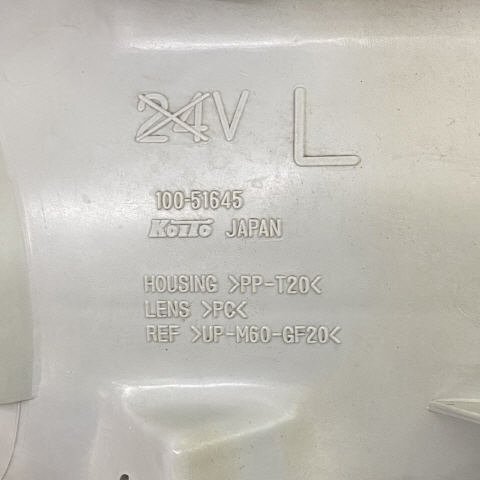 24V L
100-51645
KOITO JAPAN
HOUSING >PP-T20<
LENS >PC<
REF >UP-M60-GF20<